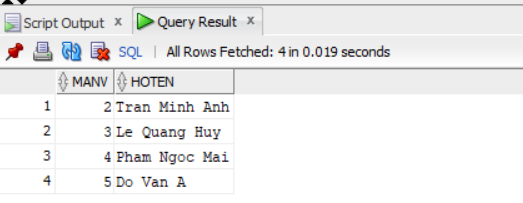 Script Output x Query Result x
SQL | All Rows Fetched: 4 in 0.019 seconds
MANV HOTEN
1 2 Tran Minh Anh
2 3 Le Quang Huy
3 4 Pham Ngoc Mai
4 5 Do Van A